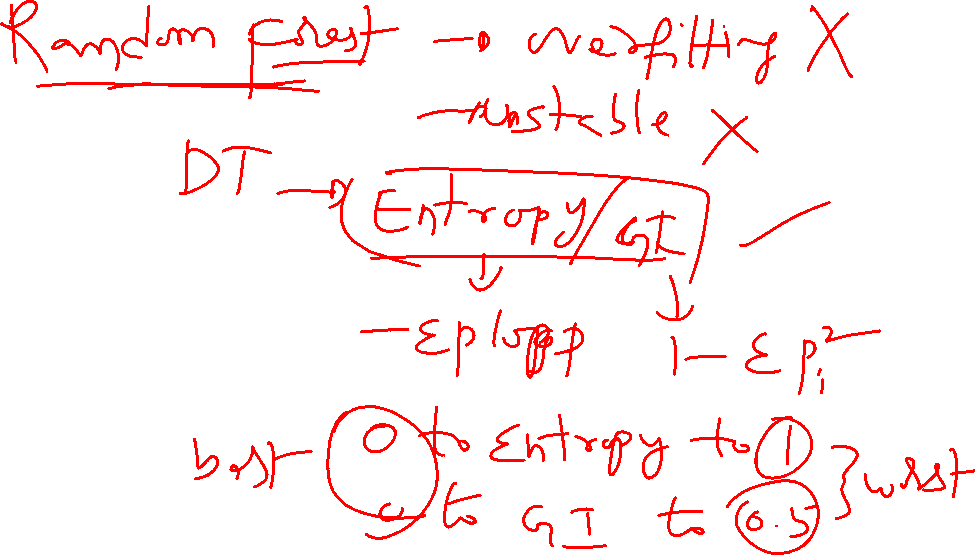 Random Forest → overfitting X
→ unstable X
DT → Entropy/GI
- Σp logp 1 - Σpi²
best 0 to Entropy to 1
0 to GI to 0.5 } worst